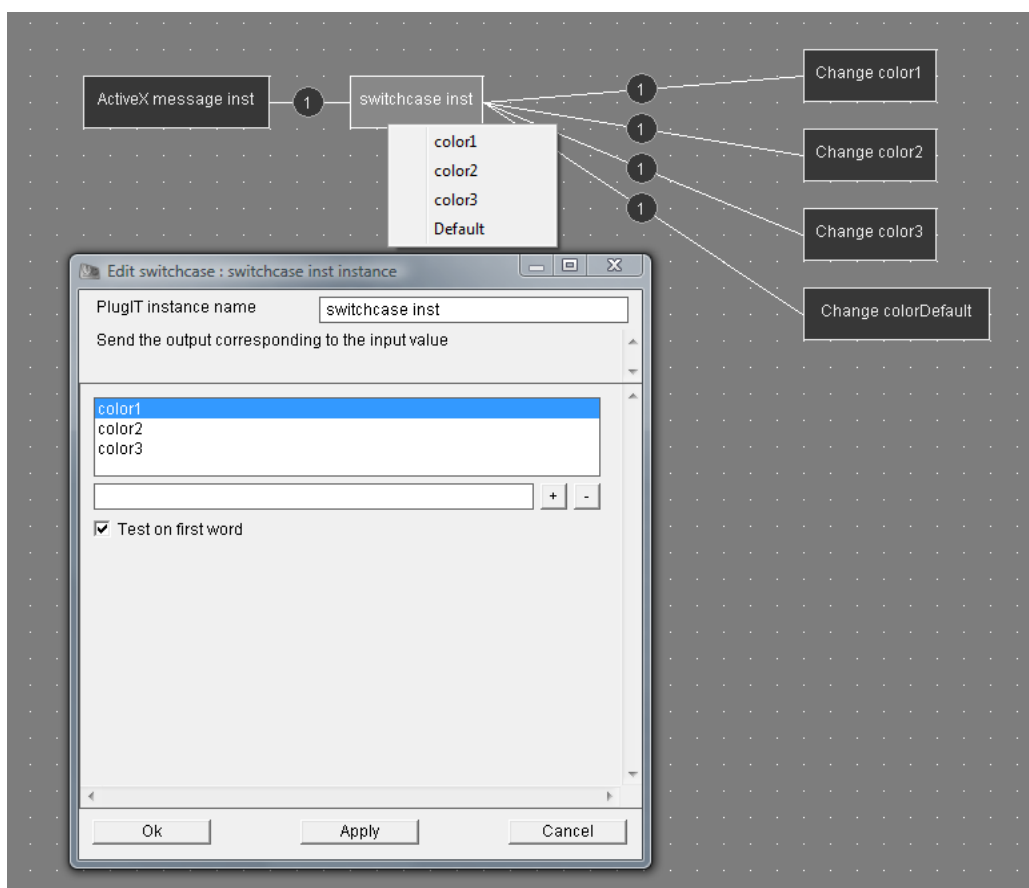 Change color1
ActiveX message inst
1
switchcase inst
1
1
color1
Change color2
color2
1
color3
1
Default
Change color3
Edit switchcase : switchcase inst instance
PlugIT instance name
switchcase inst
Change colorDefault
Send the output corresponding to the input value
color1
color2
color3
+
-
Test on first word
Ok
Apply
Cancel